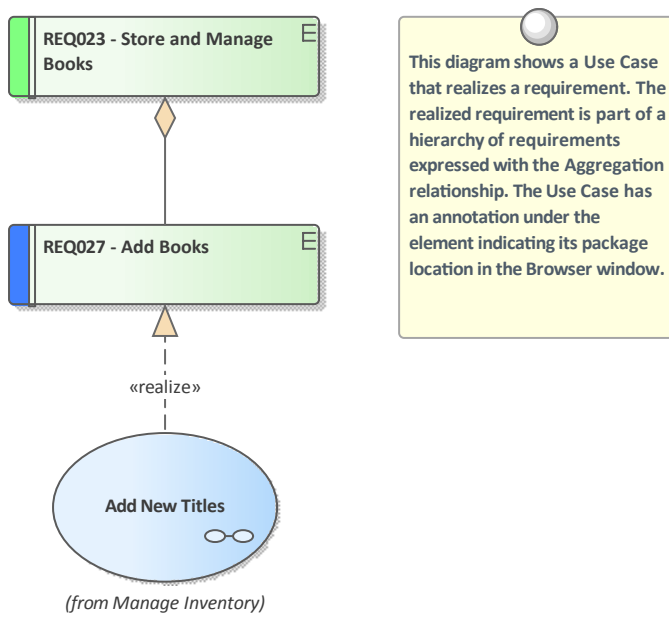 REQ023 - Store and Manage
Books
E
This diagram shows a Use Case
that realizes a requirement. The
realized requirement is part of a
hierarchy of requirements
expressed with the Aggregation
relationship. The Use Case has
an annotation under the
element indicating its package
location in the Browser window.
REQ027 - Add Books
E
«realize»
Add New Titles
(from Manage Inventory)